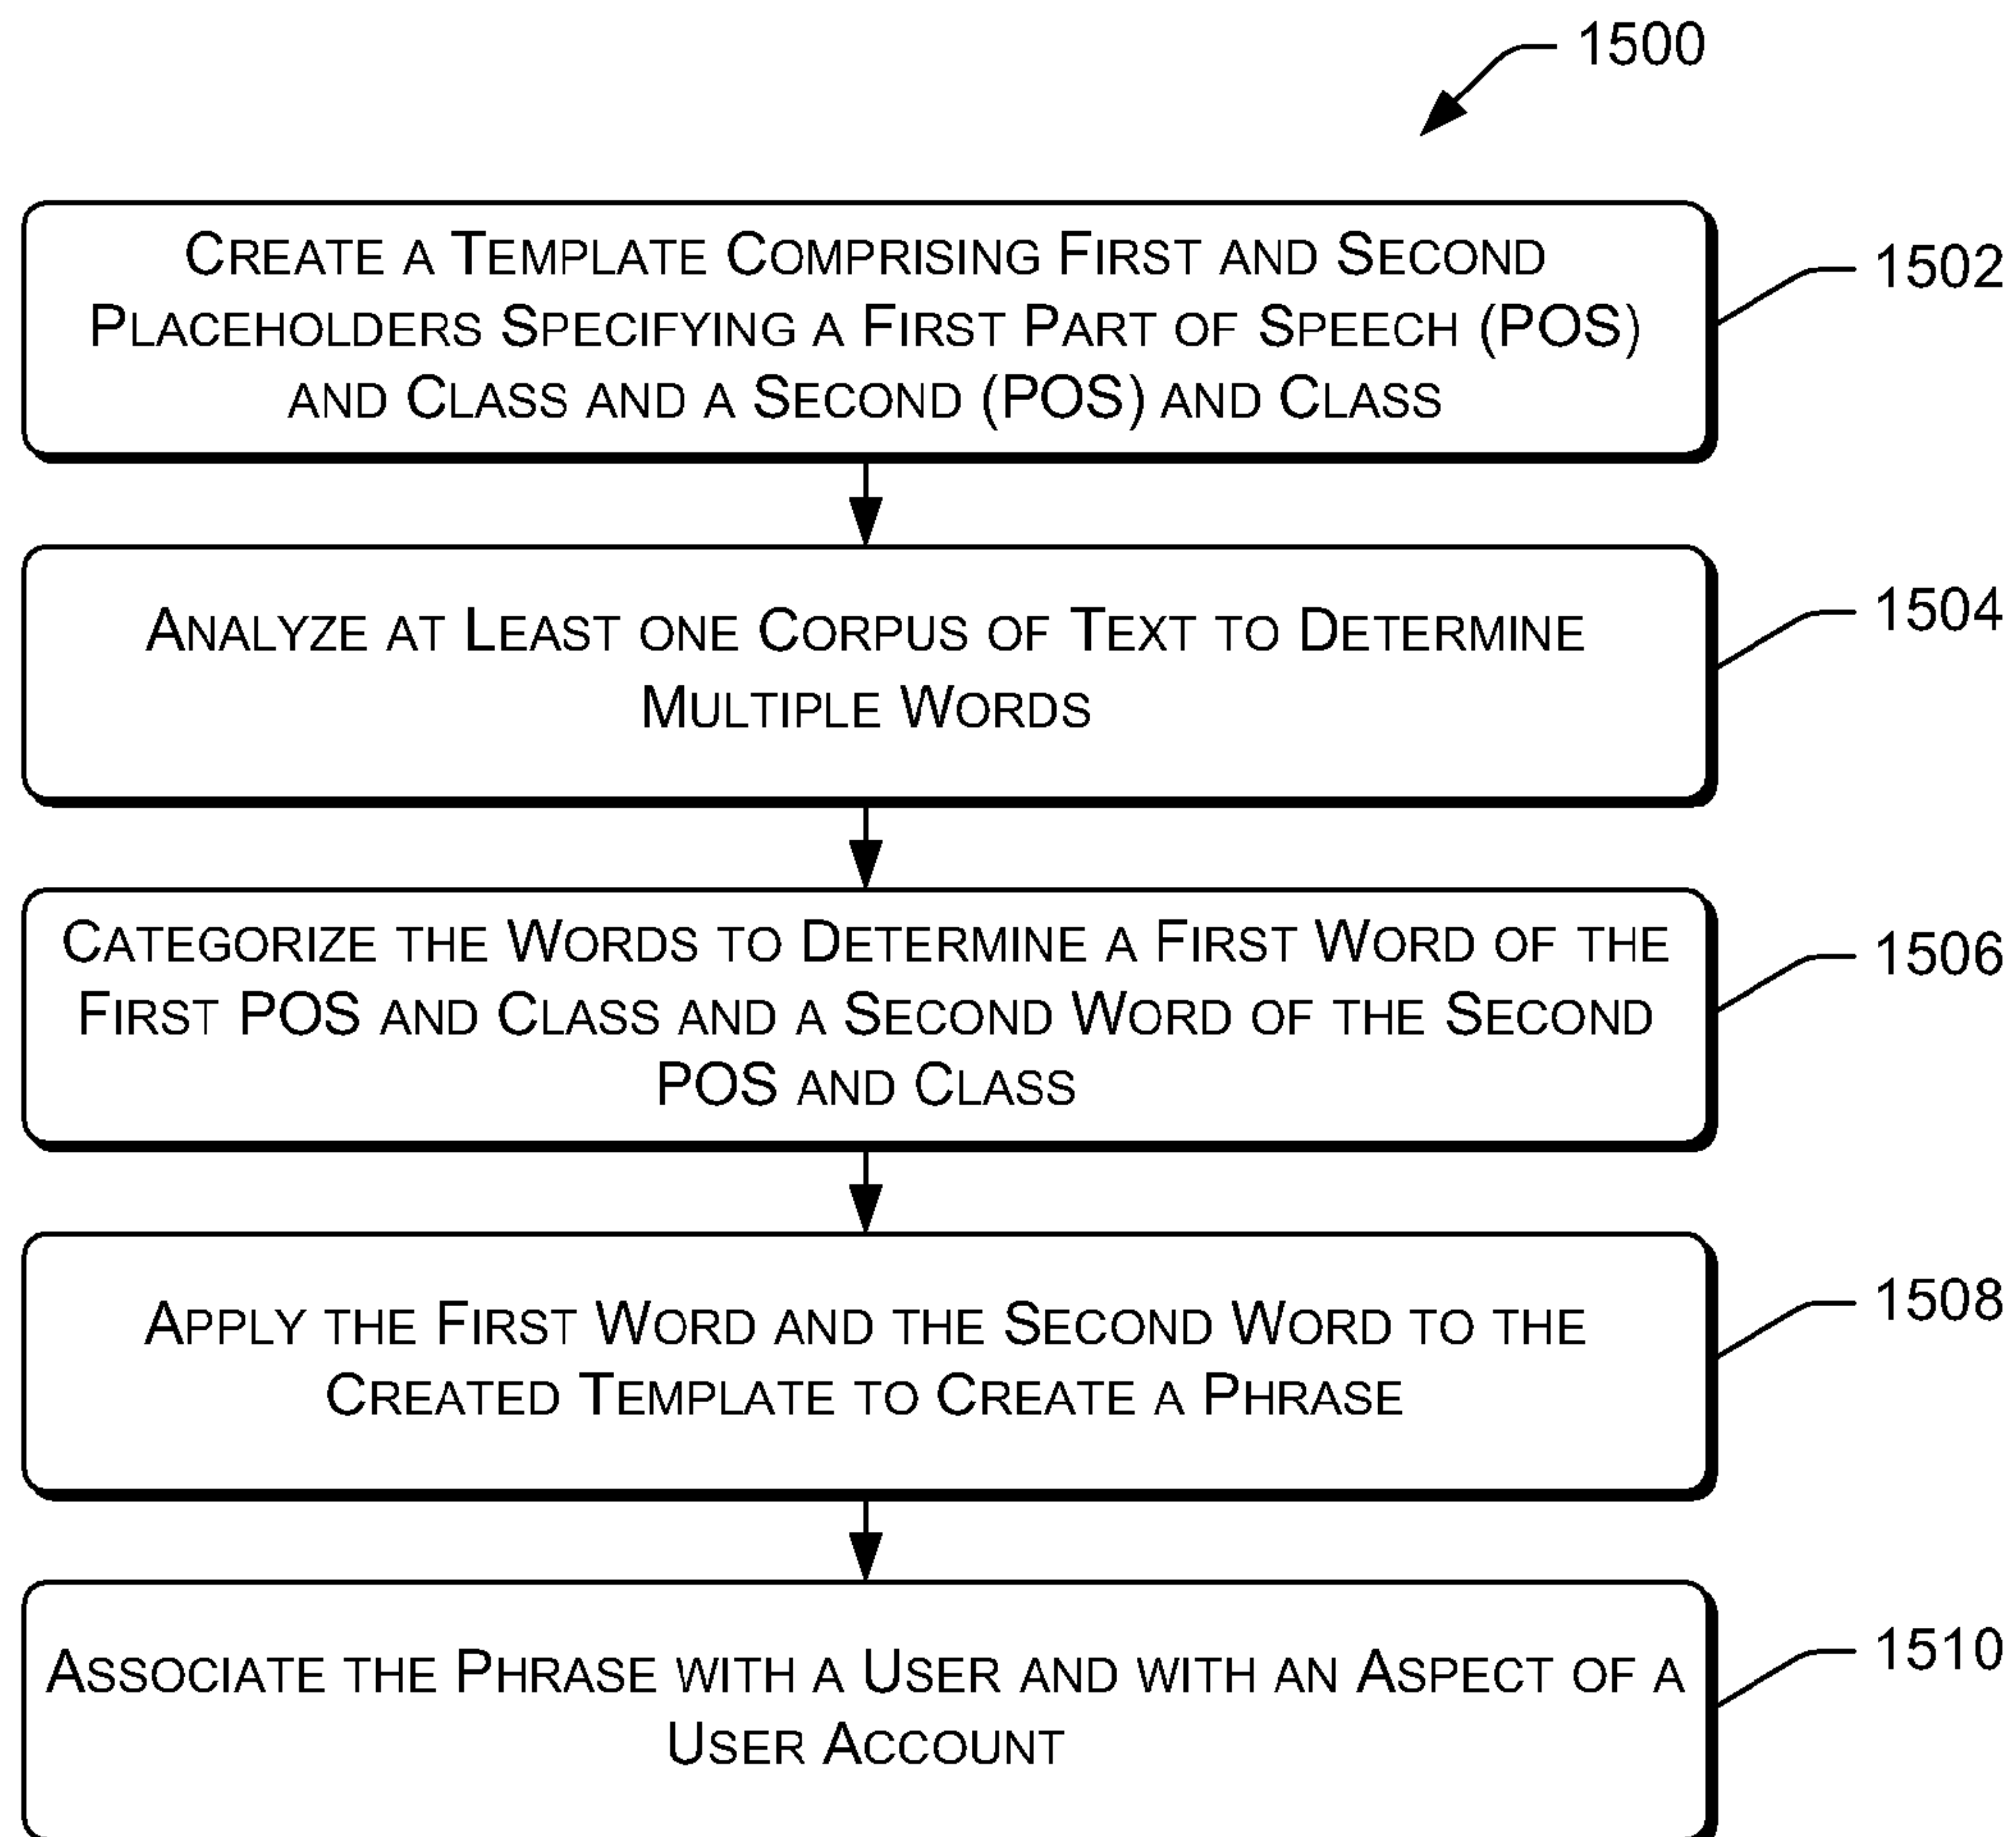 1500
CREATE A TEMPLATE COMPRISING FIRST AND SECOND
PLACEHOLDERS SPECIFYING A FIRST PART OF SPEECH (POS)
AND CLASS AND A SECOND (POS) AND CLASS
1502
ANALYZE AT LEAST ONE CORPUS OF TEXT TO DETERMINE
MULTIPLE WORDS
1504
CATEGORIZE THE WORDS TO DETERMINE A FIRST WORD OF THE
FIRST POS AND CLASS AND A SECOND WORD OF THE SECOND
POS AND CLASS
1506
APPLY THE FIRST WORD AND THE SECOND WORD TO THE
CREATED TEMPLATE TO CREATE A PHRASE
1508
ASSOCIATE THE PHRASE WITH A USER AND WITH AN ASPECT OF A
USER ACCOUNT
1510